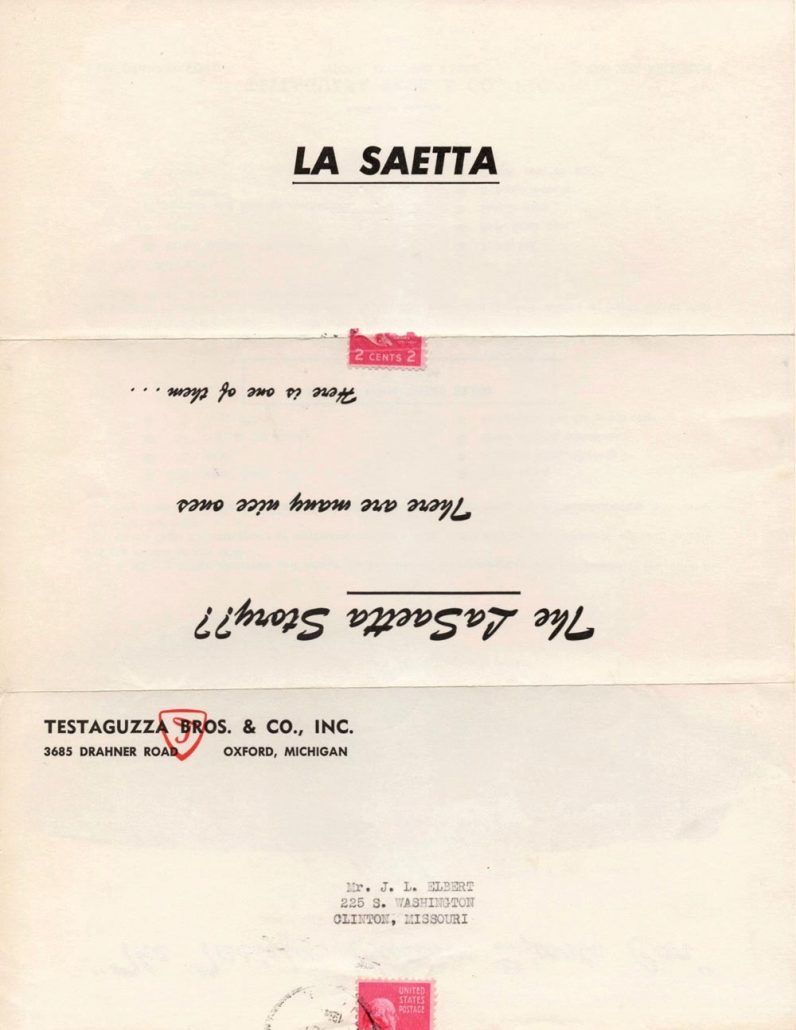 LA SAETTA
2 CENTS 2
Here is one of them....
There are many nice ones
The LaSaetta Story??
TESTAGUZZA BROS. & CO., INC.
3685 DRAHNER ROAD OXFORD, MICHIGAN
Mr. J. L. ELBERT
225 S. WASHINGTON
CLINTON, MISSOURI
UNITED
STATES
POSTAGE